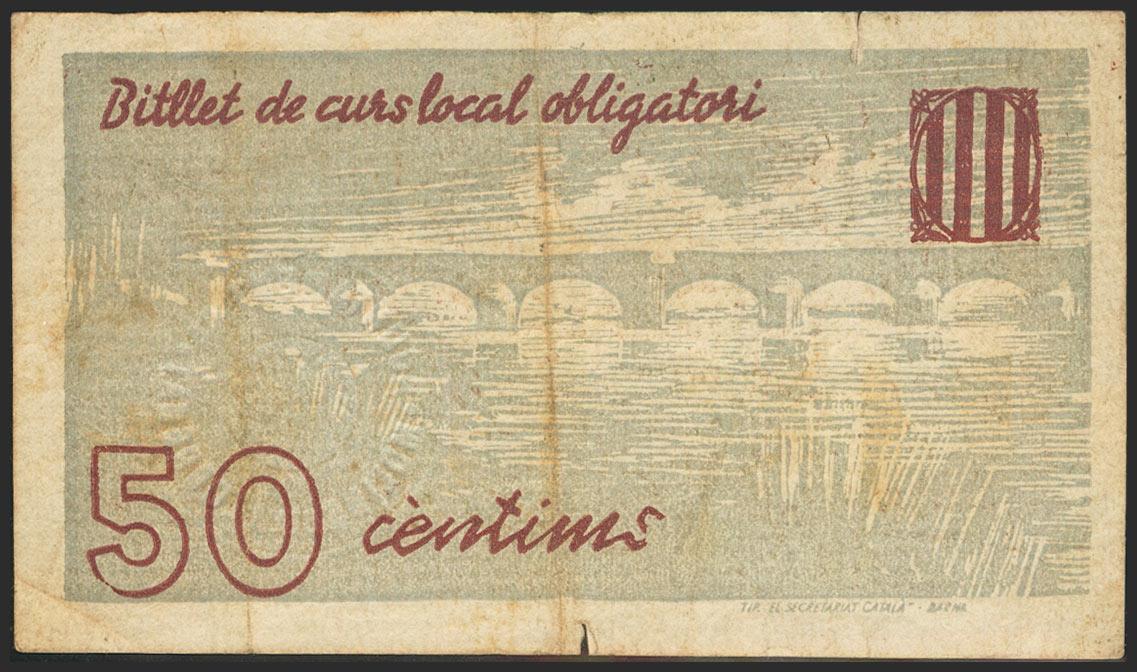 Bitllet de curs local obligatori
50 cèntims
TIP. EL SECRETARIAT CATALÀ" - BARNA